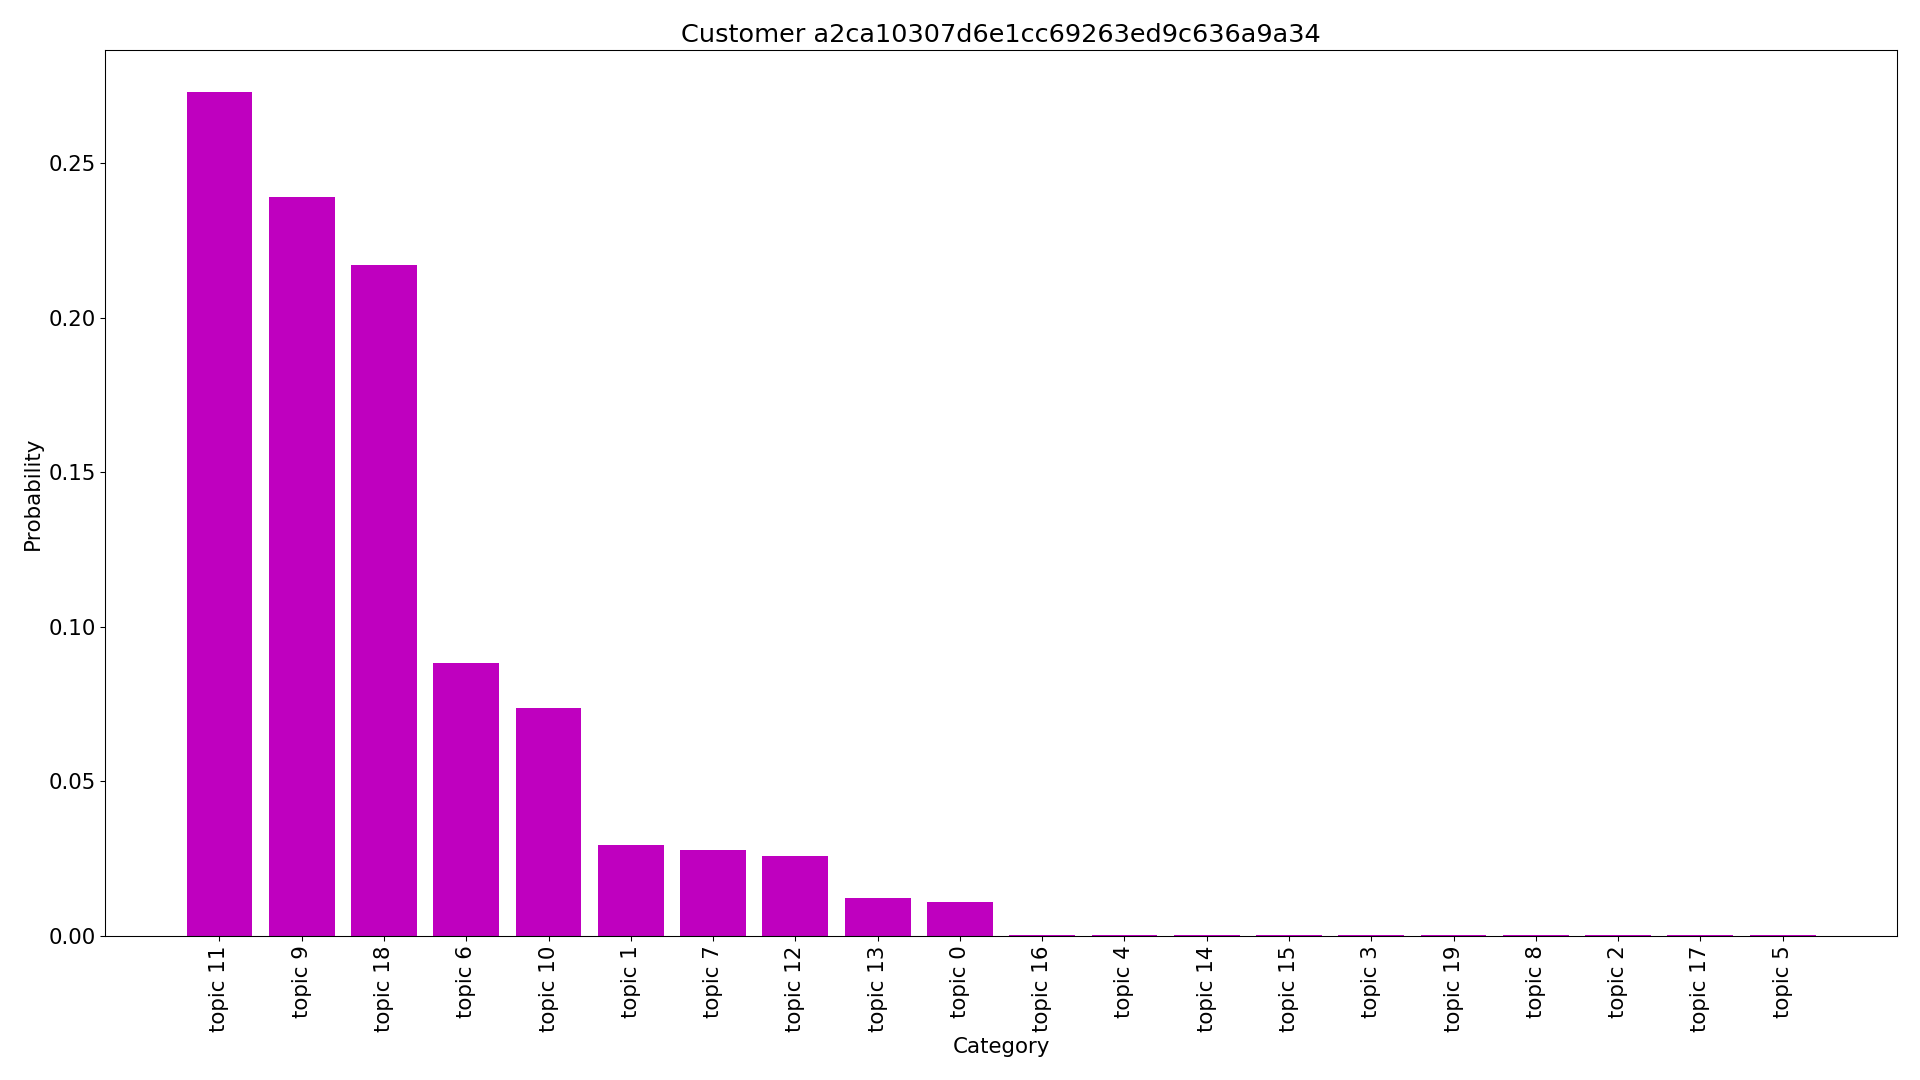 Customer a2ca10307d6e1cc69263ed9c636a9a34
Probability
0.25
0.20
0.15
0.10
0.05
0.00
topic 11
topic 9
topic 18
topic 6
topic 10
topic 1
topic 7
topic 12
topic 13
topic 0
topic 16
topic 4
topic 14
topic 15
topic 3
topic 19
topic 8
topic 2
topic 17
topic 5
Category